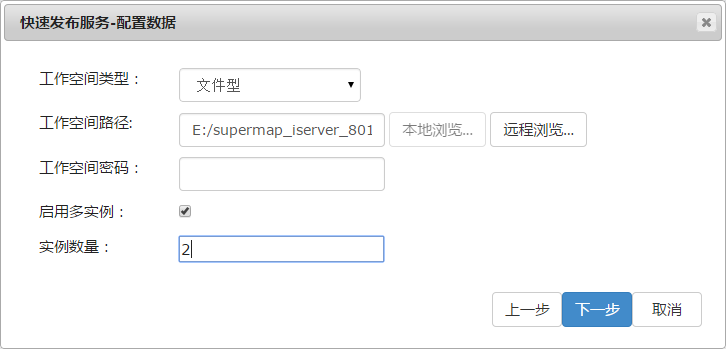 快速发布服务-配置数据
工作空间类型： 文件型
工作空间路径: E:/supermap_iserver_801 本地浏览... 远程浏览...
工作空间密码:
启用多实例：
实例数量： 2
上一步 下一步 取消